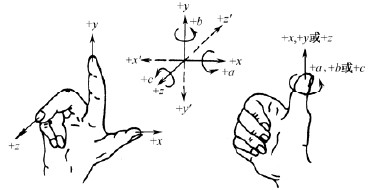 +y
+z
+x
+y
+b
+z'
+x'
+x
+c
+z
+a
+y'
+x,+y或+z
+a、+b或+c